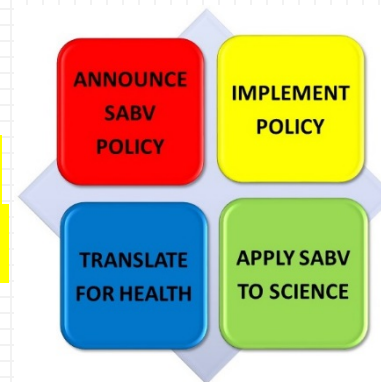 ANNOUNCE
SABV
POLICY
IMPLEMENT
POLICY
TRANSLATE
FOR HEALTH
APPLY SABV
TO SCIENCE